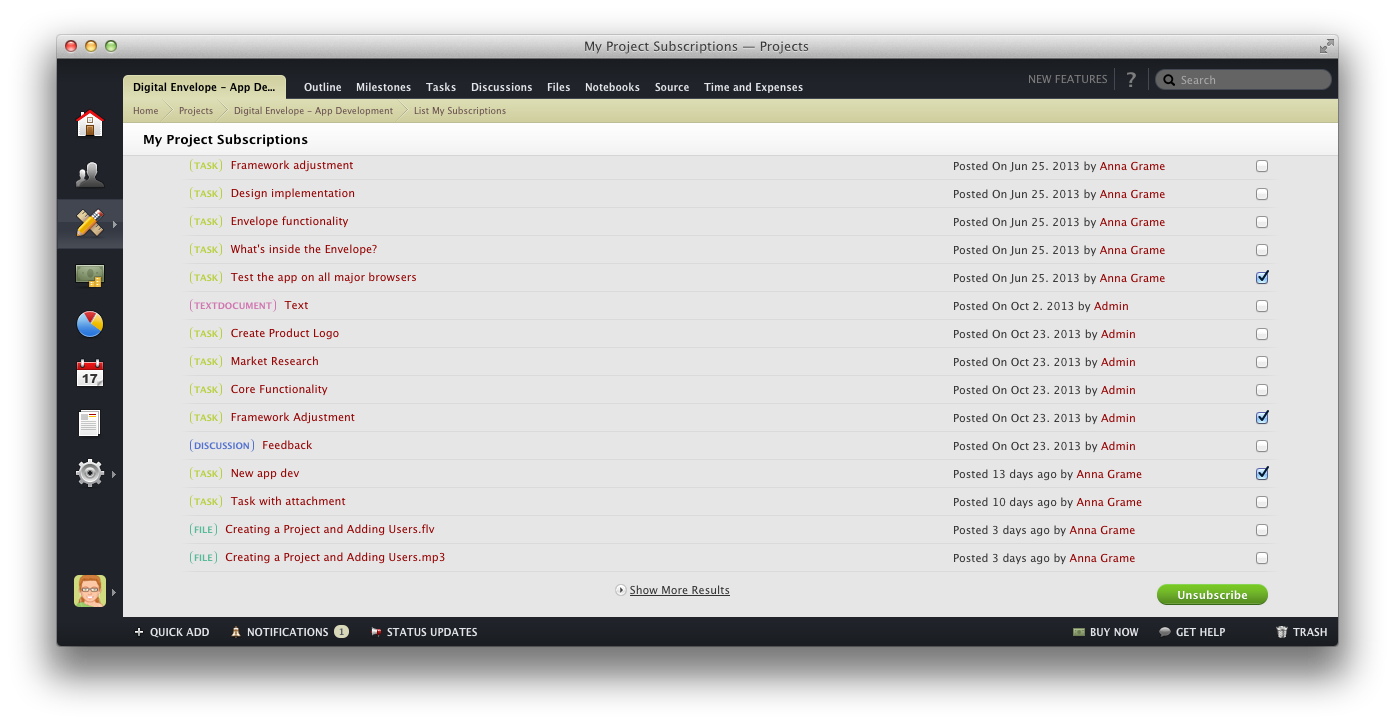 My Project Subscriptions — Projects
Digital Envelope – App De... Outline Milestones Tasks Discussions Files Notebooks Source Time and Expenses NEW FEATURES ? Search
Home Projects Digital Envelope – App Development List My Subscriptions
My Project Subscriptions
TASK Framework adjustment Posted On Jun 25. 2013 by Anna Grame
TASK Design implementation Posted On Jun 25. 2013 by Anna Grame
TASK Envelope functionality Posted On Jun 25. 2013 by Anna Grame
TASK What's inside the Envelope? Posted On Jun 25. 2013 by Anna Grame
TASK Test the app on all major browsers Posted On Jun 25. 2013 by Anna Grame
TEXTDOCUMENT Text Posted On Oct 2. 2013 by Admin
TASK Create Product Logo Posted On Oct 23. 2013 by Admin
TASK Market Research Posted On Oct 23. 2013 by Admin
TASK Core Functionality Posted On Oct 23. 2013 by Admin
TASK Framework Adjustment Posted On Oct 23. 2013 by Admin
DISCUSSION Feedback Posted On Oct 23. 2013 by Admin
TASK New app dev Posted 13 days ago by Anna Grame
TASK Task with attachment Posted 10 days ago by Anna Grame
FILE Creating a Project and Adding Users.flv Posted 3 days ago by Anna Grame
FILE Creating a Project and Adding Users.mp3 Posted 3 days ago by Anna Grame
17
Show More Results Unsubscribe
QUICK ADD NOTIFICATIONS 1 STATUS UPDATES BUY NOW GET HELP TRASH